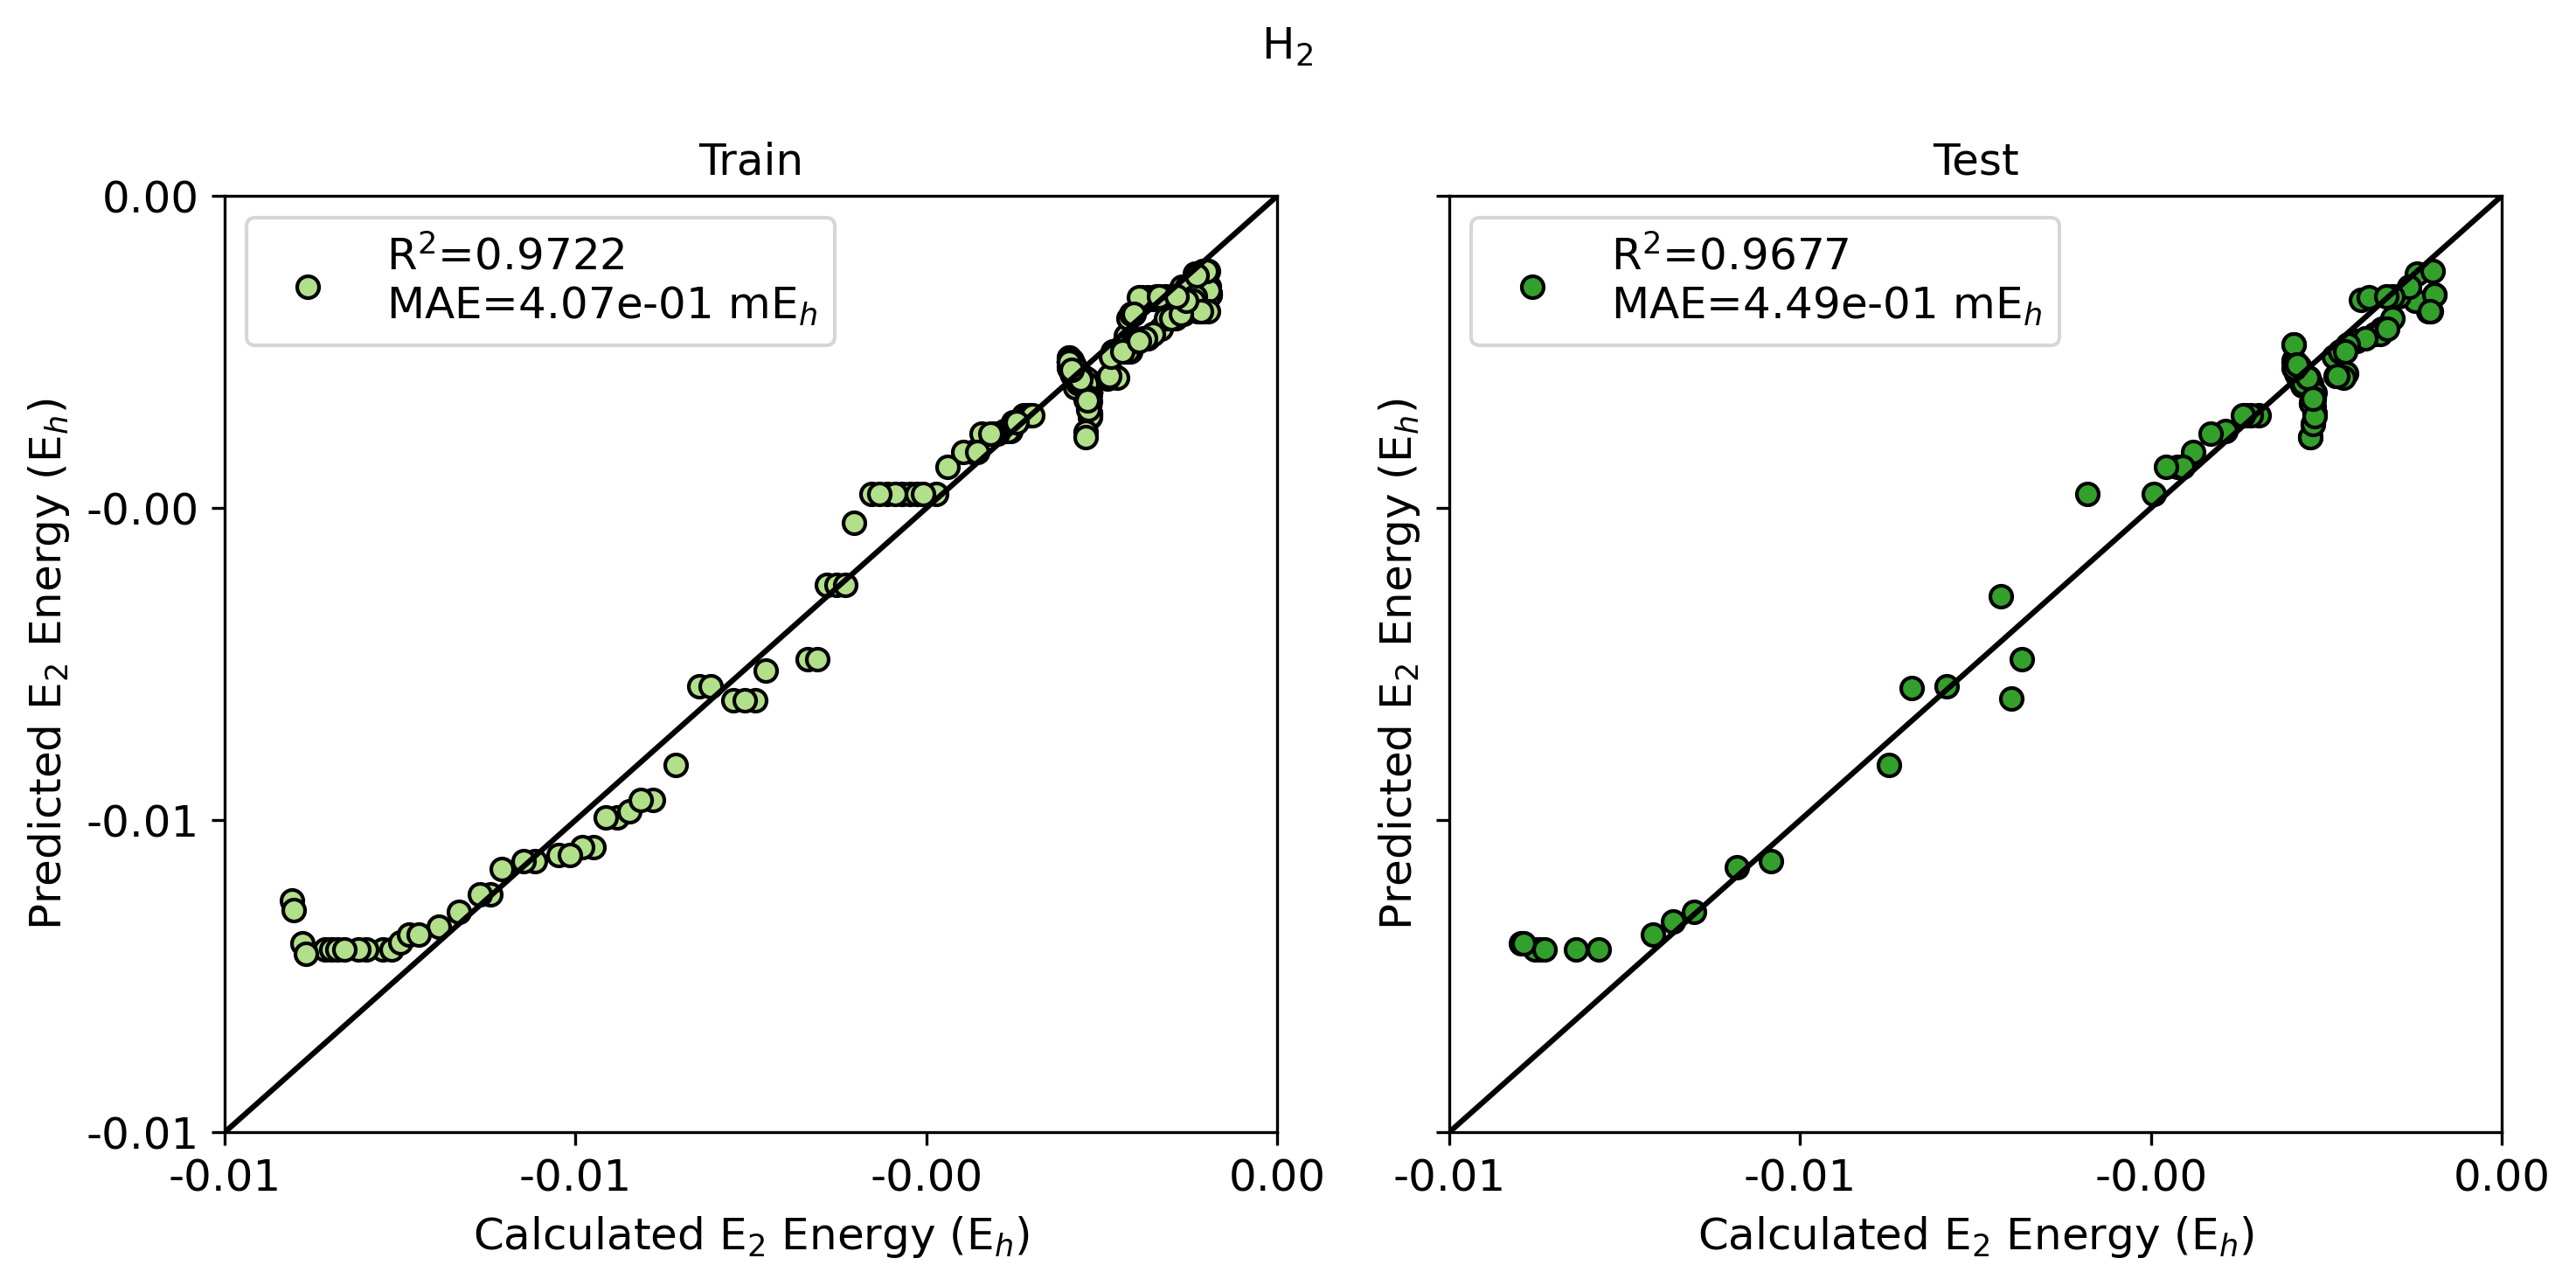 H₂
Train
R²=0.9722
MAE=4.07e-01 mEₕ
0.00
-0.00
-0.01
-0.01
Predicted E₂ Energy (Eₕ)
-0.01 -0.01 -0.00 0.00
Calculated E₂ Energy (Eₕ)
Test
R²=0.9677
MAE=4.49e-01 mEₕ
Predicted E₂ Energy (Eₕ)
-0.01 -0.01 -0.00 0.00
Calculated E₂ Energy (Eₕ)